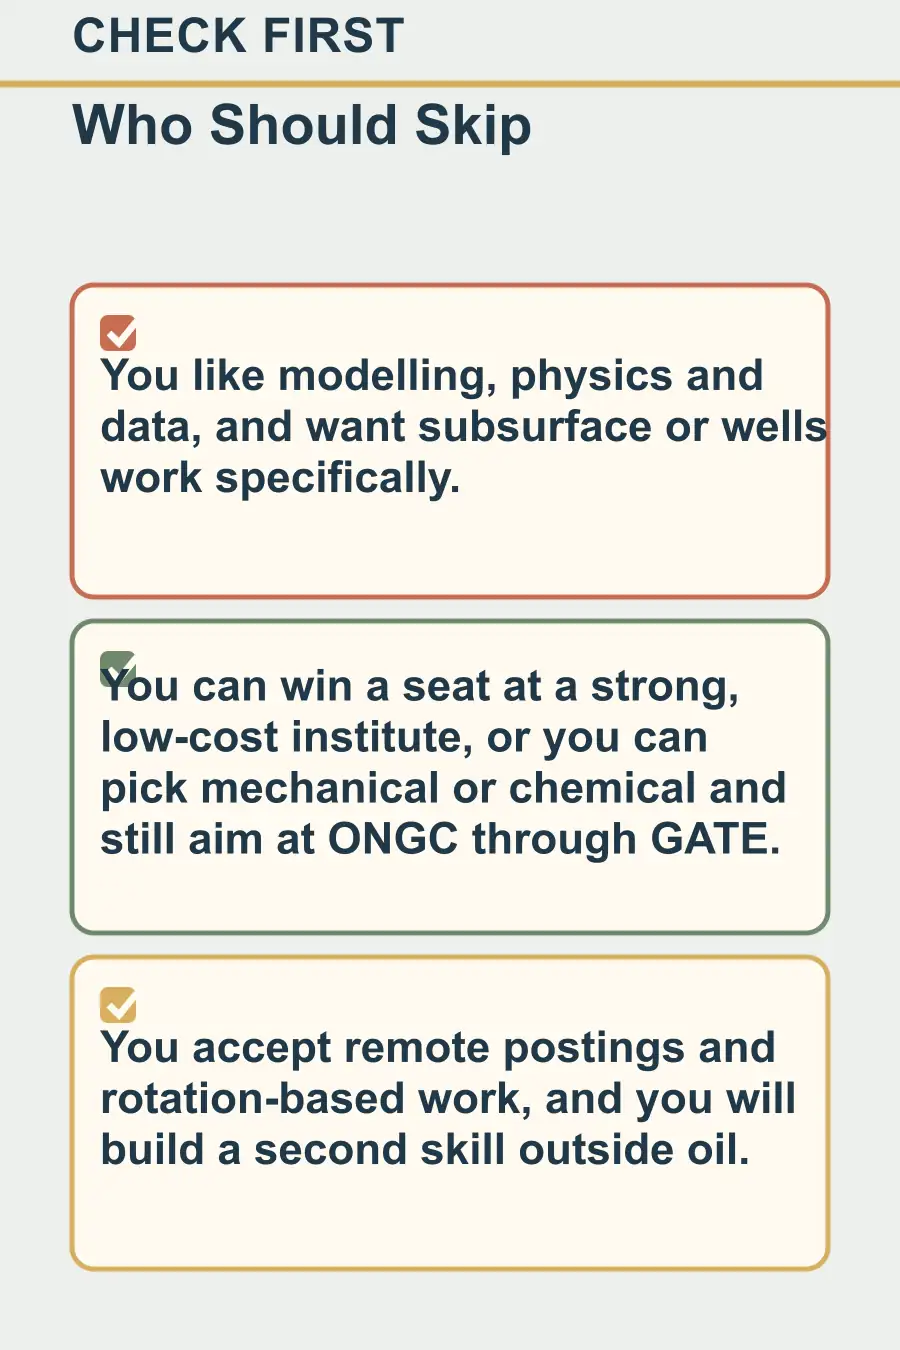 CHECK FIRST
Who Should Skip
You like modelling, physics and
data, and want subsurface or wells
work specifically.
You can win a seat at a strong,
low-cost institute, or you can
pick mechanical or chemical and
still aim at ONGC through GATE.
You accept remote postings and
rotation-based work, and you will
build a second skill outside oil.